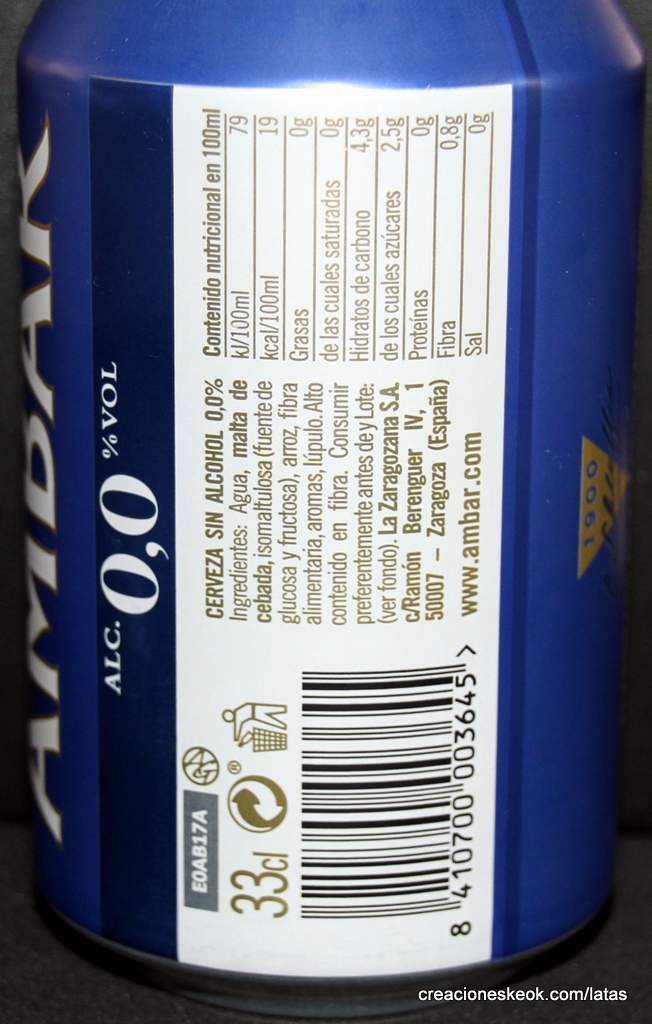 AMBAR
ALC. 0,0 % VOL
CERVEZA SIN ALCOHOL 0,0%
Ingredientes: Agua, malta de
cebada, isomaltulosa (fuente de
glucosa y fructosa), arroz, fibra
alimentaria, aromas, lúpulo. Alto
contenido en fibra. Consumir
preferentemente antes de y Lote:
(ver fondo). La Zaragozana S.A.
c/Ramón Berenguer IV, 1
50007 – Zaragoza (España)
www.ambar.com
Contenido nutricional en 100ml
kJ/100ml 79
kcal/100ml 19
Grasas 0g
de las cuales saturadas 0g
Hidratos de carbono 4,3g
de los cuales azúcares 2,5g
Proteínas 0g
Fibra 0,8g
Sal 0g
E0AB17A
33cl
®
8 410700 003645 >
1900
creacioneskeok.com/latas